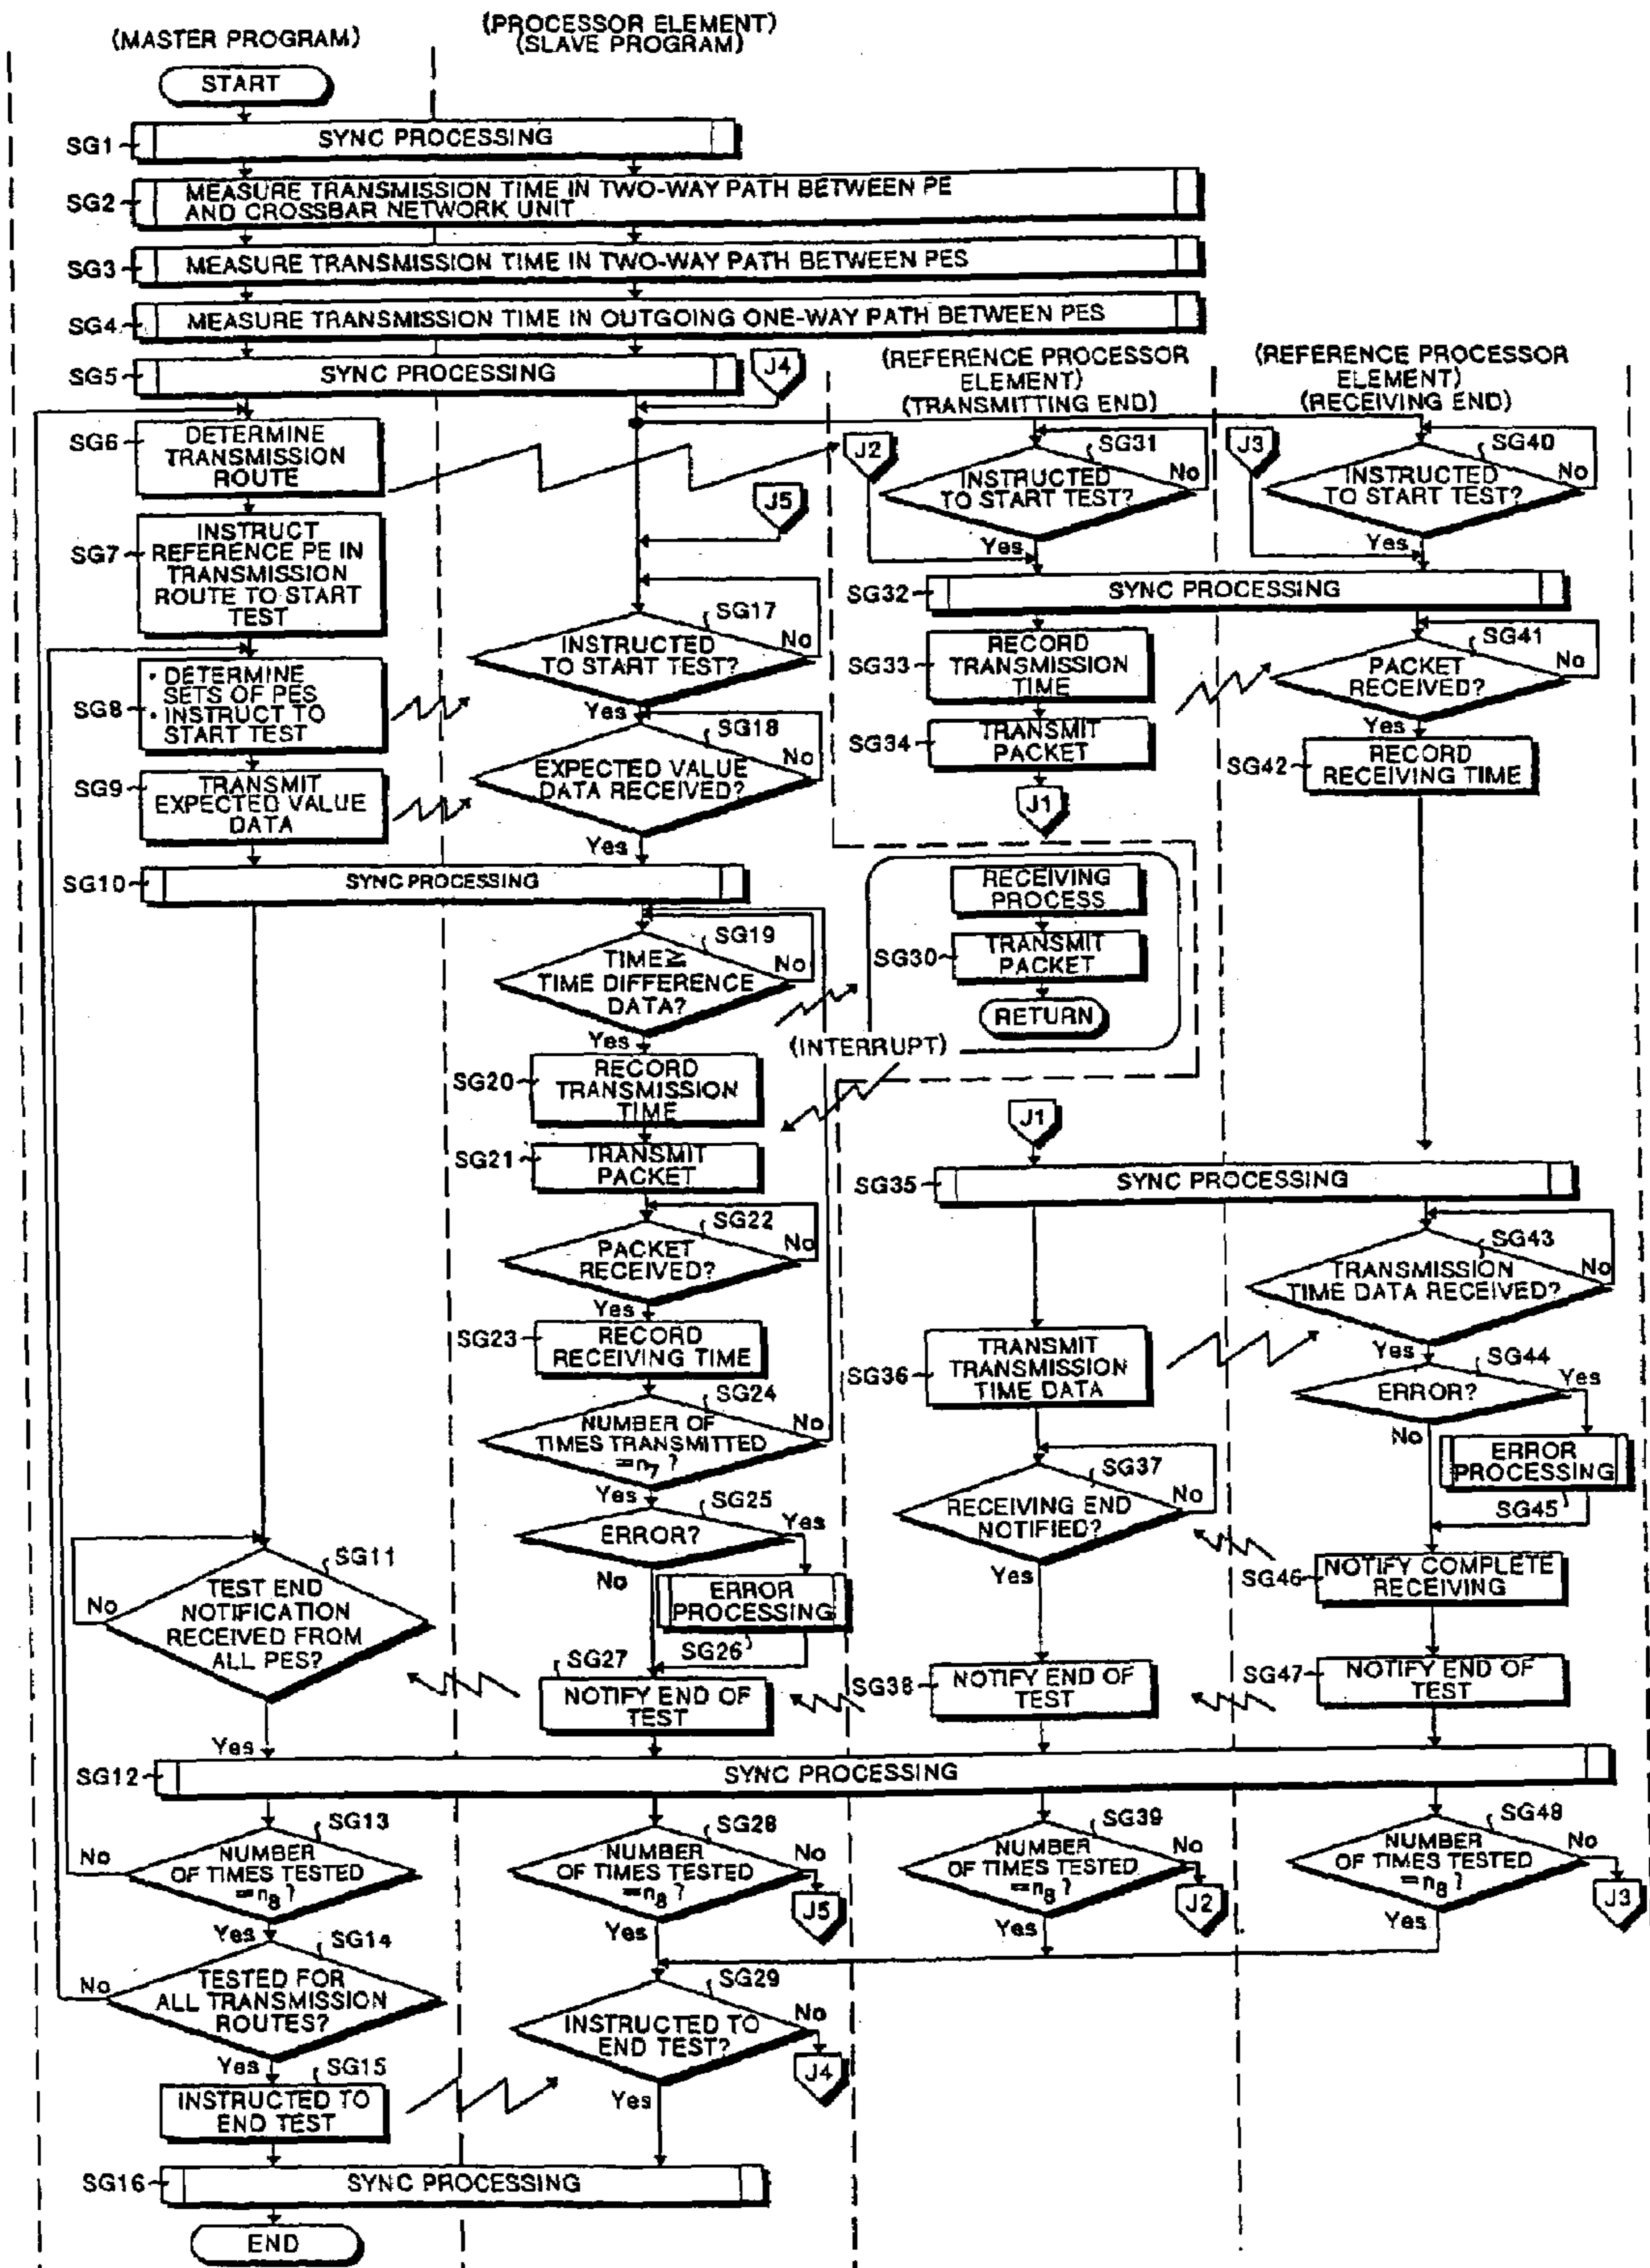 (MASTER PROGRAM)
(PROCESSOR ELEMENT)
(SLAVE PROGRAM)
START
SG1
SYNC PROCESSING
SG2
MEASURE TRANSMISSION TIME IN TWO-WAY PATH BETWEEN PE
AND CROSSBAR NETWORK UNIT
SG3
MEASURE TRANSMISSION TIME IN TWO-WAY PATH BETWEEN PES
SG4
MEASURE TRANSMISSION TIME IN OUTGOING ONE-WAY PATH BETWEEN PES
SG5
SYNC PROCESSING
J4
(REFERENCE PROCESSOR
ELEMENT)
(TRANSMITTING END)
(REFERENCE PROCESSOR
ELEMENT)
(RECEIVING END)
SG6
DETERMINE
TRANSMISSION
ROUTE
J2
SG31
INSTRUCTED
TO START TEST?
No
Yes
J3
SG40
INSTRUCTED
TO START TEST?
No
Yes
J5
SG7
INSTRUCT
REFERENCE PE IN
TRANSMISSION
ROUTE TO START
TEST
SG32
SYNC PROCESSING
SG17
INSTRUCTED
TO START TEST?
No
Yes
SG33
RECORD
TRANSMISSION
TIME
SG41
PACKET
RECEIVED?
No
Yes
SG8
• DETERMINE
SETS OF PES
• INSTRUCT TO
START TEST
SG18
EXPECTED VALUE
DATA RECEIVED?
No
Yes
SG34
TRANSMIT
PACKET
J1
SG42
RECORD
RECEIVING TIME
SG9
TRANSMIT
EXPECTED VALUE
DATA
SG10
SYNC PROCESSING
RECEIVING
PROCESS
SG30
TRANSMIT
PACKET
RETURN
(INTERRUPT)
SG19
TIME≧
TIME DIFFERENCE
DATA?
No
Yes
SG20
RECORD
TRANSMISSION
TIME
SG21
TRANSMIT
PACKET
J1
SG35
SYNC PROCESSING
SG22
PACKET
RECEIVED?
No
Yes
SG43
TRANSMISSION
TIME DATA RECEIVED?
No
Yes
SG23
RECORD
RECEIVING TIME
SG36
TRANSMIT
TRANSMISSION
TIME DATA
SG44
ERROR?
Yes
No
SG24
NUMBER OF
TIMES TRANSMITTED
=n7 ?
No
Yes
ERROR
PROCESSING
SG45
SG37
RECEIVING END
NOTIFIED?
No
Yes
SG25
ERROR?
Yes
No
ERROR
PROCESSING
SG26
SG11
TEST END
NOTIFICATION
RECEIVED FROM
ALL PES?
No
Yes
SG46
NOTIFY COMPLETE
RECEIVING
SG27
NOTIFY END OF
TEST
SG38
NOTIFY END OF
TEST
SG47
NOTIFY END OF
TEST
SG12
SYNC PROCESSING
SG13
NUMBER
OF TIMES TESTED
=n8 ?
No
Yes
SG28
NUMBER
OF TIMES TESTED
=n8 ?
No
J5
Yes
SG39
NUMBER
OF TIMES TESTED
=n8 ?
No
J2
Yes
SG48
NUMBER
OF TIMES TESTED
=n8 ?
No
J3
Yes
SG14
TESTED FOR
ALL TRANSMISSION
ROUTES?
No
Yes
SG29
INSTRUCTED TO
END TEST?
No
J4
Yes
SG15
INSTRUCTED TO
END TEST
SG16
SYNC PROCESSING
END